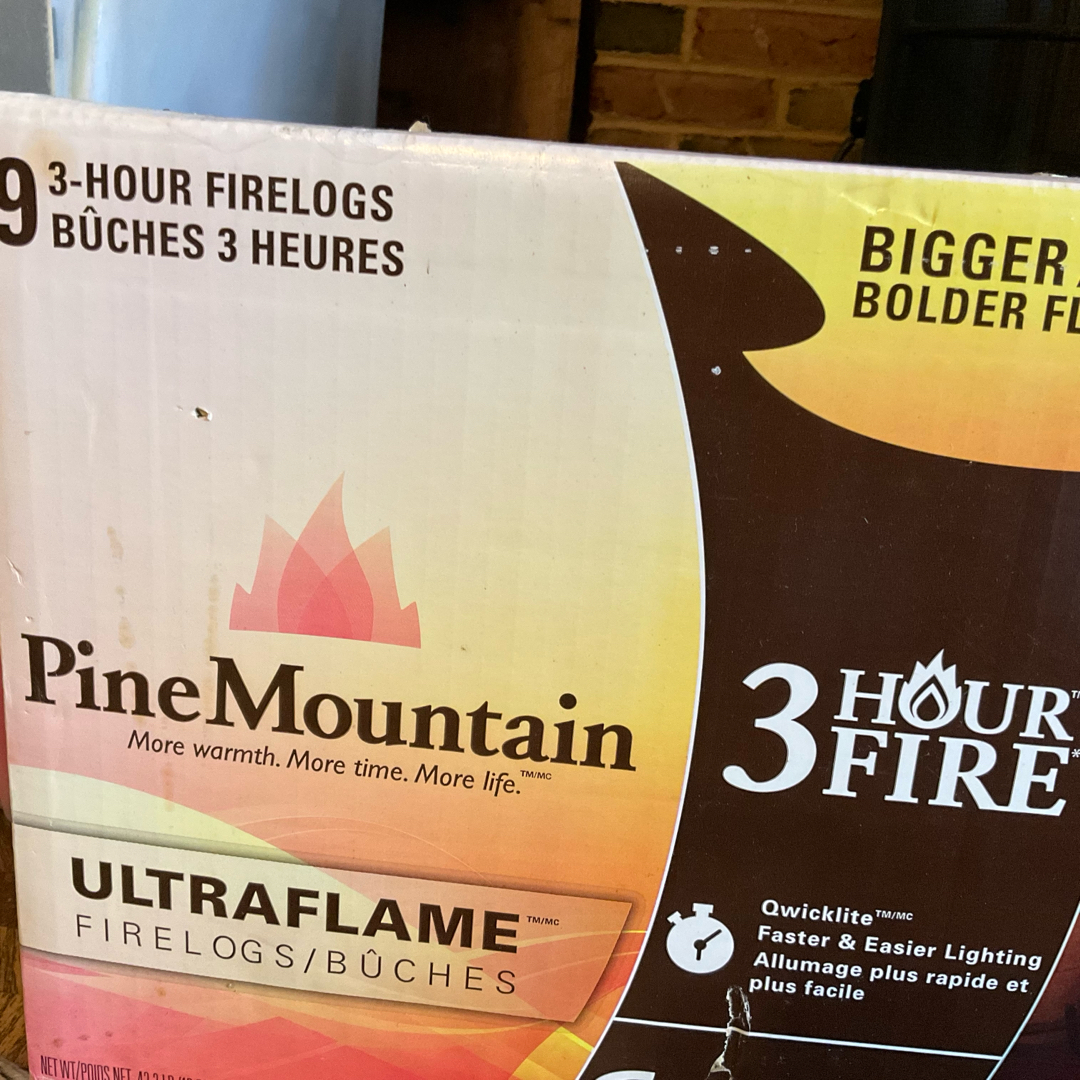 9 3-HOUR FIRELOGS
BÛCHES 3 HEURES
BIGGER
BOLDER
PineMountain
More warmth. More time. More life.™/MC
ULTRAFLAME™/MC
FIRELOGS/BÛCHES
3 HOUR
FIRE*
Qwicklite™/MC
Faster & Easier Lighting
Allumage plus rapide et
plus facile
NET WT/POIDS NET